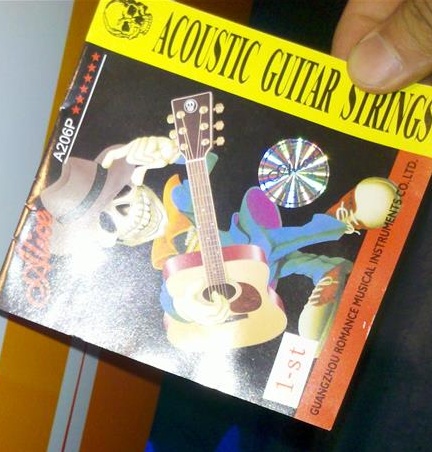 ACOUSTIC GUITAR STRINGS
A206P ★★★★★★
Alice
1-st
GUANGZHOU ROMANCE MUSICAL INSTRUMENTS CO. LTD.